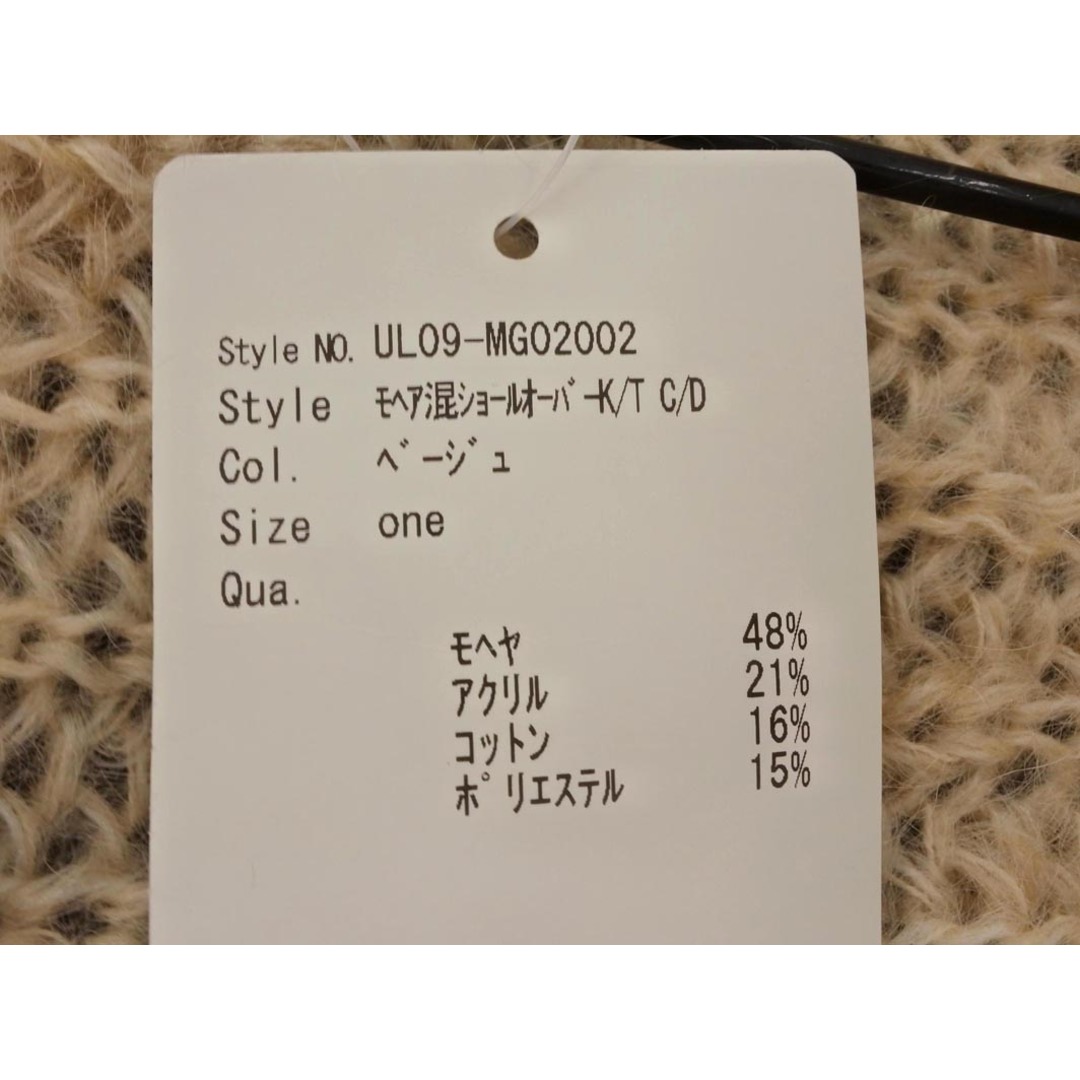 Style NO. UL09-MG02002
Style ﾓﾍｱ混ｼｮｰﾙｵｰﾊﾞｰK/T C/D
Col. ﾍﾞｰｼﾞｭ
Size one
Qua.
ﾓﾍﾔ 48%
ｱｸﾘﾙ 21%
ｺｯﾄﾝ 16%
ﾎﾟﾘｴｽﾃﾙ 15%